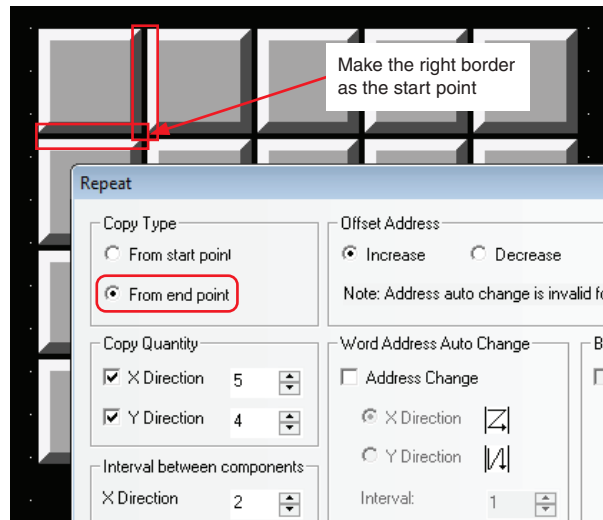 Make the right border
as the start point
Repeat
Copy Type
From start point
From end point
Offset Address
Increase Decrease
Note: Address auto change is invalid fo
Copy Quantity
X Direction 5
Y Direction 4
Word Address Auto Change
Address Change
X Direction
Y Direction
Interval: 1
B
Interval between components
X Direction 2